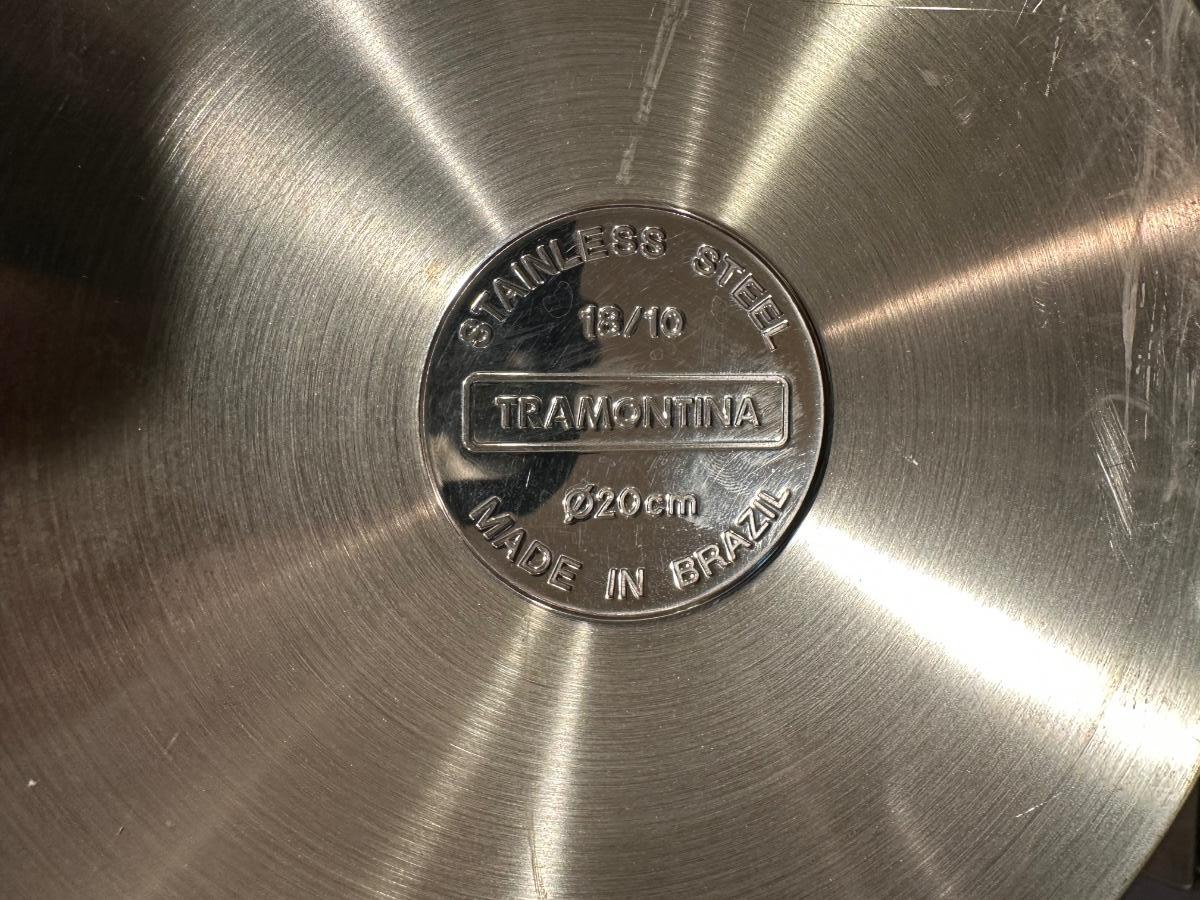 STAINLESS STEEL
18/10
TRAMONTINA
Ø20cm
MADE IN BRAZIL